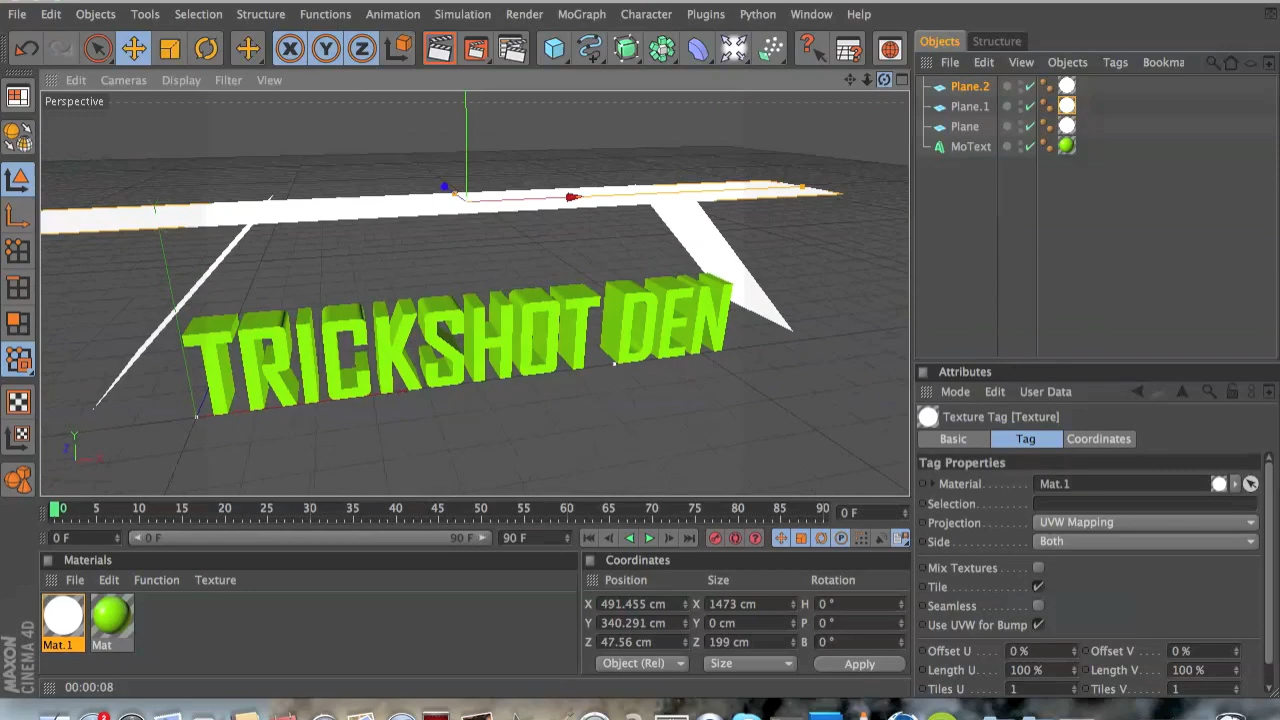 File Edit Objects Tools Selection Structure Functions Animation Simulation Render MoGraph Character Plugins Python Window Help
X Y Z
Objects Structure
File Edit View Objects Tags Bookma
Edit Cameras Display Filter View
Perspective
Plane.2
Plane.1
Plane
MoText
TRICKSHOT DEN
Y
Z X
Attributes
Mode Edit User Data
Texture Tag [Texture]
Basic Tag Coordinates
Tag Properties
Material Mat.1
Selection
Projection UVW Mapping
Side Both
Mix Textures
Tile
Seamless
Use UVW for Bump
Offset U 0 % Offset V 0 %
Length U 100 % Length V 100 %
Tiles U 1 Tiles V 1
0 5 10 15 20 25 30 35 40 45 50 55 60 65 70 75 80 85 90 0 F
0 F 0 F 90 F 90 F
Materials
File Edit Function Texture
Mat.1 Mat
Coordinates
Position Size Rotation
X 491.455 cm X 1473 cm H 0 °
Y 340.291 cm Y 0 cm P 0 °
Z 47.56 cm Z 199 cm B 0 °
Object (Rel) Size Apply
MAXON
CINEMA 4D
00:00:08